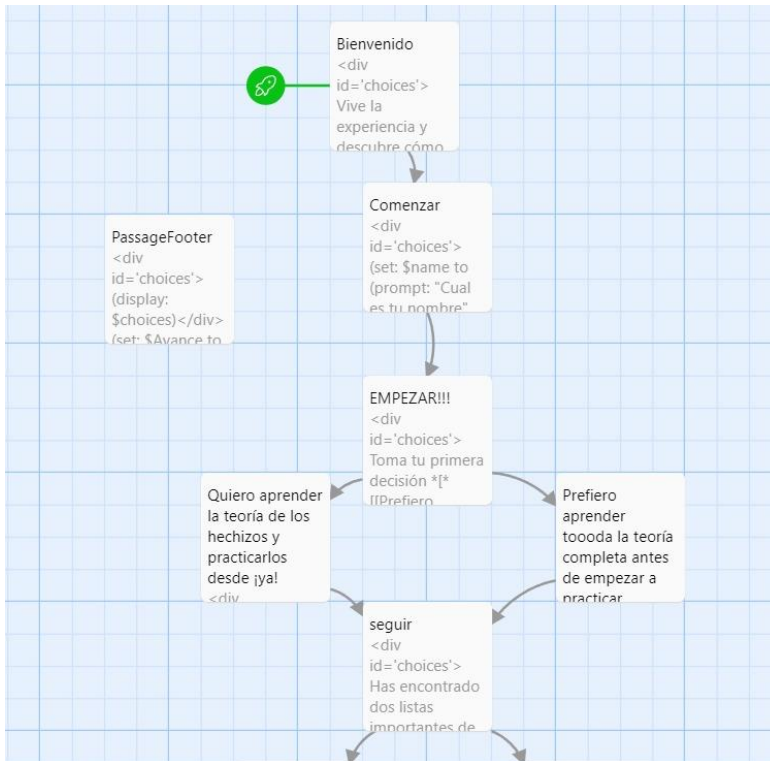 Bienvenido
<div
id='choices'>
Vive la
experiencia y
descubre cómo
Comenzar
<div
id='choices'>
(set: $name to
(prompt: "Cual
es tu nombre"
PassageFooter
<div
id='choices'>
(display:
$choices)</div>
(set: $Avance to
EMPEZAR!!!
<div
id='choices'>
Toma tu primera
decisión *[*
[[Prefiero
Quiero aprender
la teoría de los
hechizos y
practicarlos
desde ¡ya!
<div
Prefiero
aprender
toooda la teoría
completa antes
de empezar a
practicar
seguir
<div
id='choices'>
Has encontrado
dos listas
importantes de